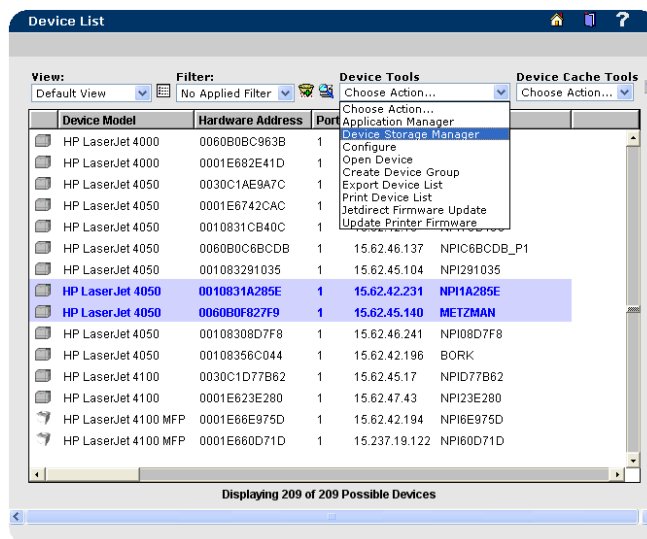 Device List
?
View: Filter: Device Tools Device Cache Tools
Default View No Applied Filter Choose Action... Choose Action...
Choose Action...
Application Manager
Device Storage Manager
Configure
Open Device
Create Device Group
Export Device List
Print Device List
Jetdirect Firmware Update
Update Printer Firmware
Device Model Hardware Address Port
HP LaserJet 4000 0060B0BC963B 1
HP LaserJet 4000 0001E682E41D 1
HP LaserJet 4050 0030C1AE9A7C 1
HP LaserJet 4050 0001E6742CAC 1
HP LaserJet 4050 0010831CB40C 1
HP LaserJet 4050 0060B0C6BCDB 1 15.62.46.137 NPIC6BCDB_P1
HP LaserJet 4050 001083291035 1 15.62.45.104 NPI291035
HP LaserJet 4050 0010831A285E 1 15.62.42.231 NPI1A285E
HP LaserJet 4050 0060B0F827F9 1 15.62.45.140 METZMAN
HP LaserJet 4050 00108308D7F8 1 15.62.46.241 NPI08D7F8
HP LaserJet 4050 00108356C044 1 15.62.42.196 BORK
HP LaserJet 4100 0030C1D77B62 1 15.62.45.17 NPID77B62
HP LaserJet 4100 0001E623E280 1 15.62.47.43 NPI23E280
HP LaserJet 4100 MFP 0001E66E975D 1 15.62.42.194 NPI6E975D
HP LaserJet 4100 MFP 0001E660D71D 1 15.237.19.122 NPI60D71D
Displaying 209 of 209 Possible Devices